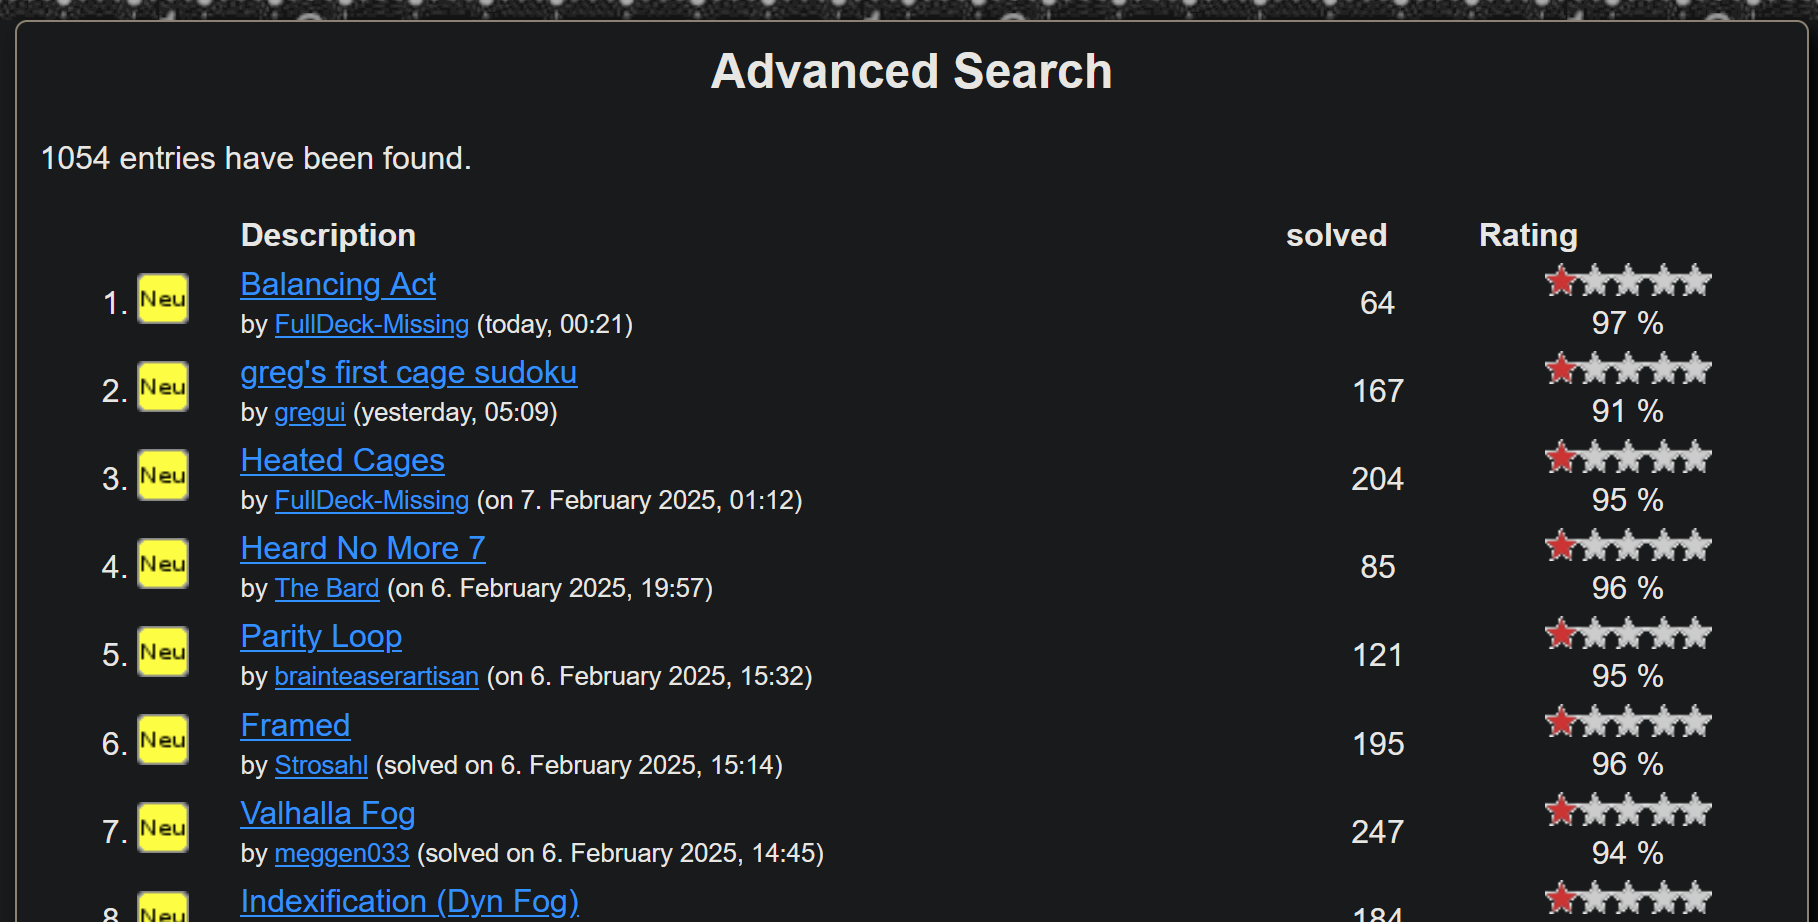 Advanced Search
1054 entries have been found.
Description solved Rating
1. Neu Balancing Act 64
by FullDeck-Missing (today, 00:21) 97 %
2. Neu greg's first cage sudoku 167
by gregui (yesterday, 05:09) 91 %
3. Neu Heated Cages 204
by FullDeck-Missing (on 7. February 2025, 01:12) 95 %
4. Neu Heard No More 7 85
by The Bard (on 6. February 2025, 19:57) 96 %
5. Neu Parity Loop 121
by brainteaserartisan (on 6. February 2025, 15:32) 95 %
6. Neu Framed 195
by Strosahl (solved on 6. February 2025, 15:14) 96 %
7. Neu Valhalla Fog 247
by meggen033 (solved on 6. February 2025, 14:45) 94 %
8. Neu Indexification (Dyn Fog) 184